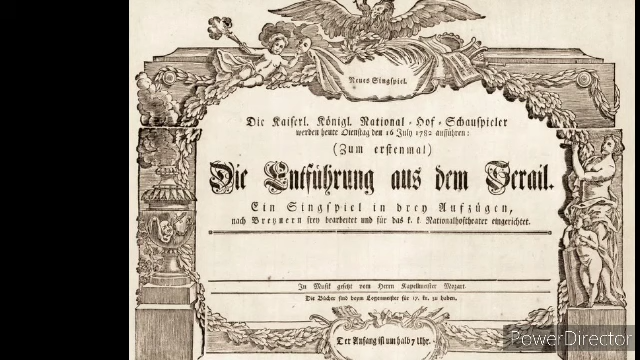 Neues Singspiel.
Die Kaiserl. Königl. National-Hof-Schauspieler
werden heute Dienstag den 16 July 1782 aufführen:
(Zum erstenmal)
Die Entführung aus dem Serail.
Ein Singspiel in drey Aufzügen,
nach Bretznern frey bearbeitet und für das k. k. Nationalhoftheater eingerichtet.
In Musik gesetzt vom Herrn Kapellmeister Mozart.
Die Bücher sind beym Logenmeister für 17. kr. zu haben.
Der Anfang ist um halb 7 Uhr.
PowerDirector